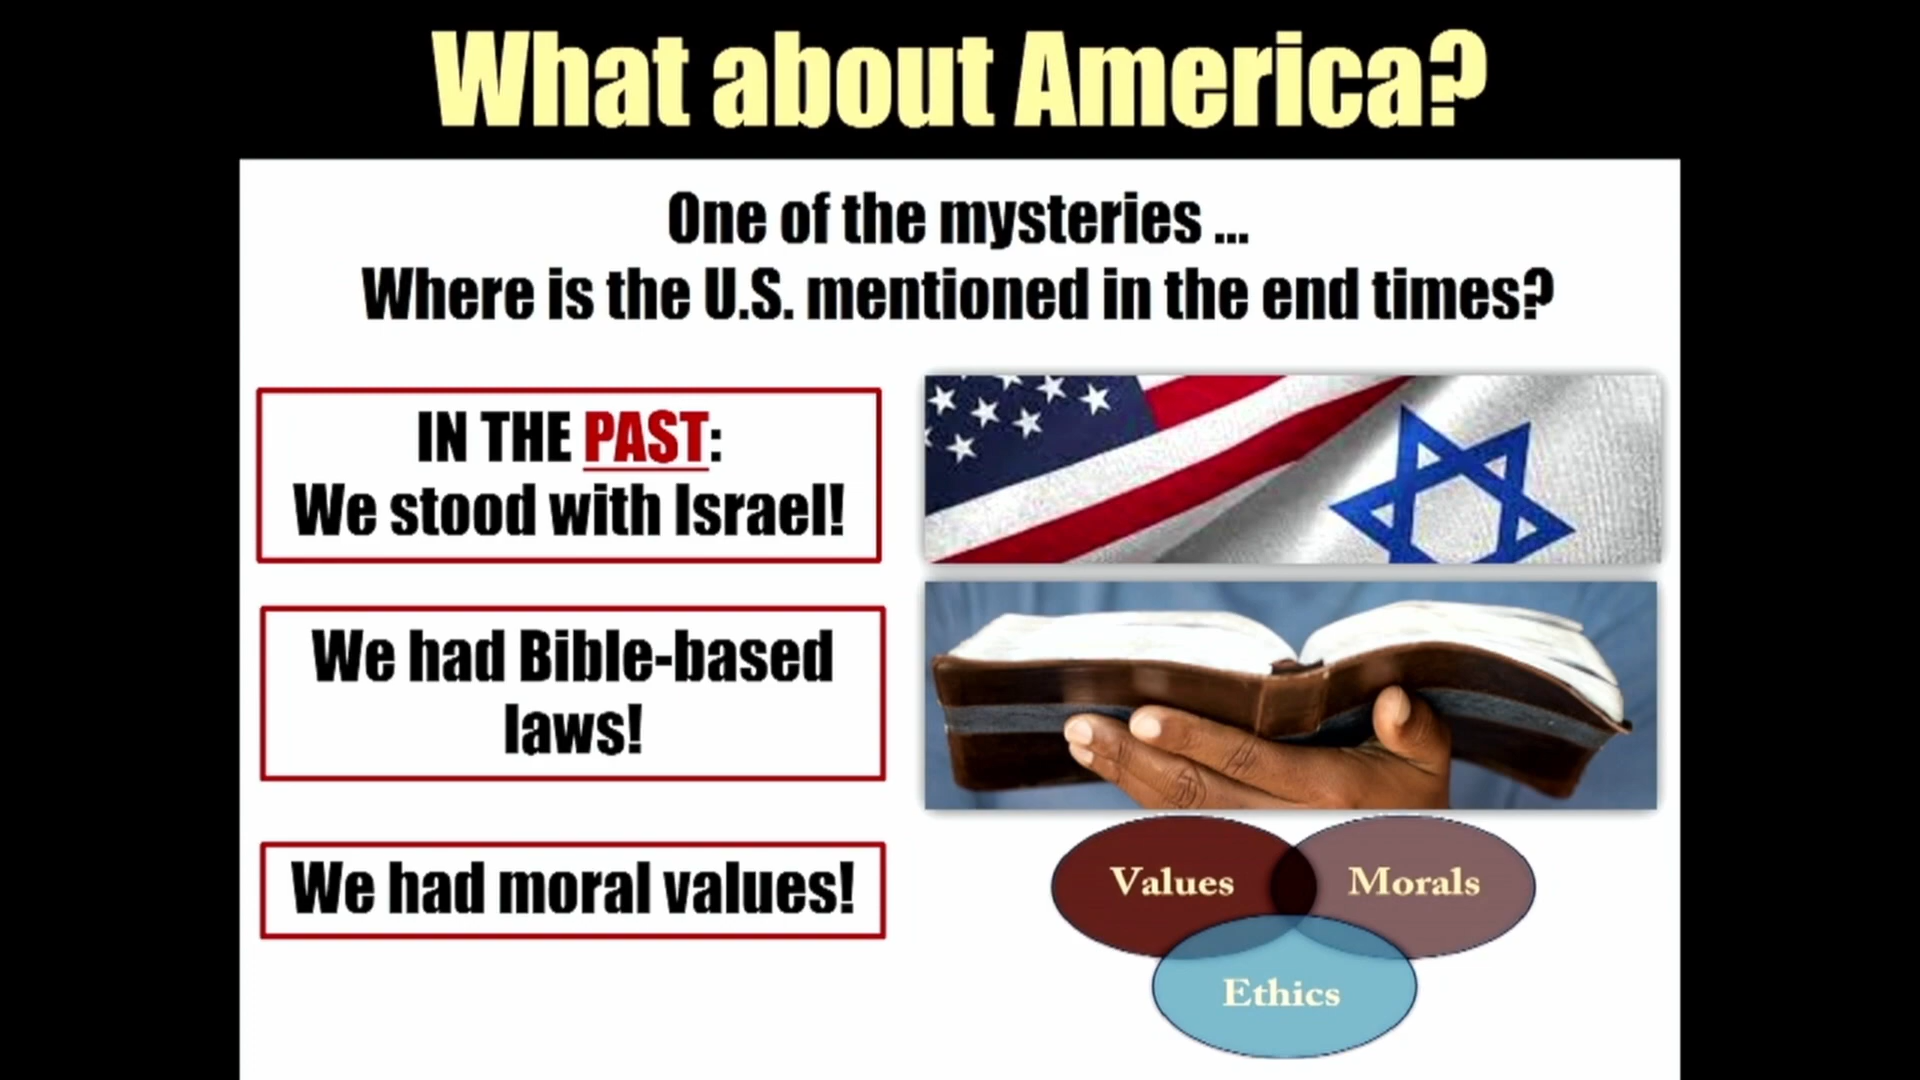 What about America?
One of the mysteries ...
Where is the U.S. mentioned in the end times?
IN THE PAST:
We stood with Israel!
We had Bible-based
laws!
We had moral values!
Values
Morals
Ethics